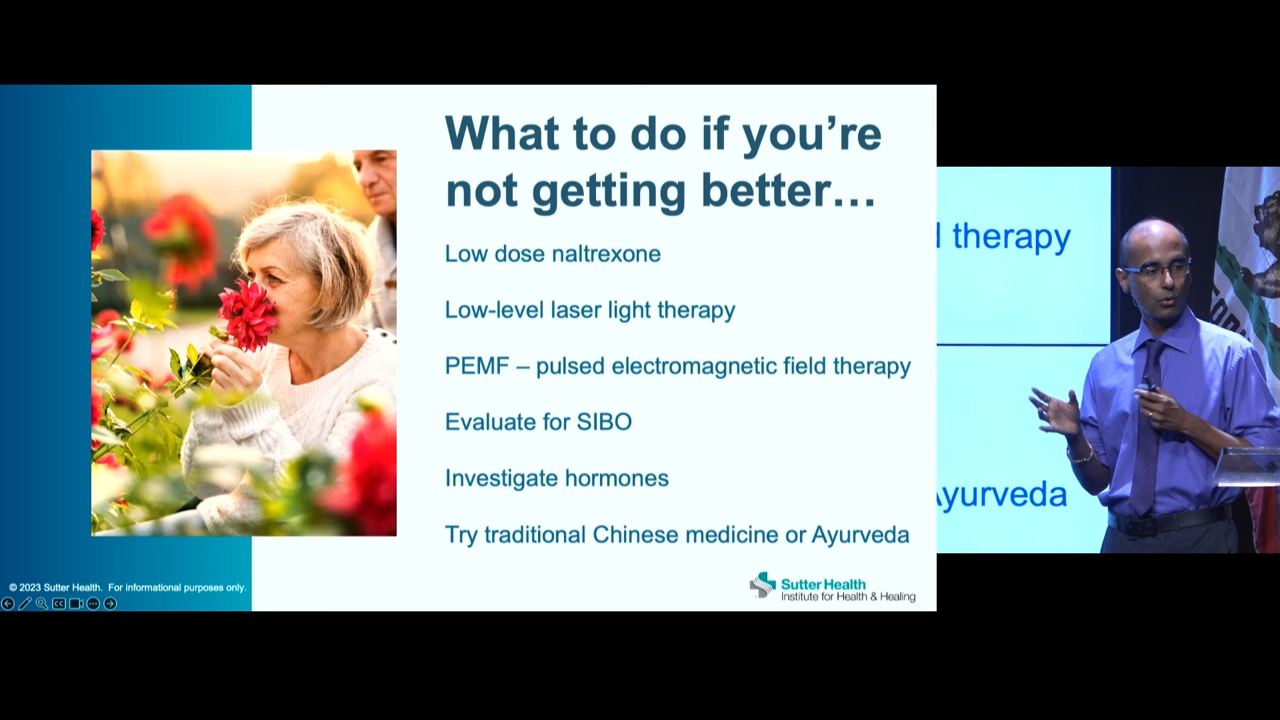 What to do if you’re
not getting better…
Low dose naltrexone
Low-level laser light therapy
PEMF – pulsed electromagnetic field therapy
Evaluate for SIBO
Investigate hormones
Try traditional Chinese medicine or Ayurveda
© 2023 Sutter Health. For informational purposes only.
CC
Sutter Health
Institute for Health & Healing
therapy
Ayurveda